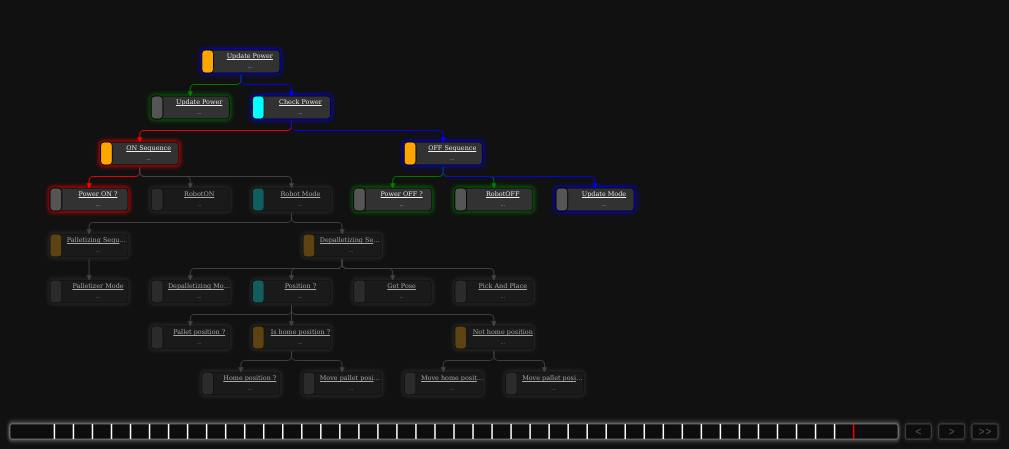 Update Power
...
Update Power
...
Check Power
...
ON Sequence
...
OFF Sequence
...
Power ON ?
...
RobotON
...
Robot Mode
...
Power OFF ?
...
RobotOFF
...
Update Mode
...
Palletizing Sequ...
...
Depalletizing Se...
...
Palletizer Mode
...
Depalletizing Mo...
...
Position ?
...
Get Pose
...
Pick And Place
...
Pallet position ?
...
Is home position ?
...
Not home position
...
Home position ?
...
Move pallet posi...
...
Move home posit...
...
Move pallet posi...
...
< > >>